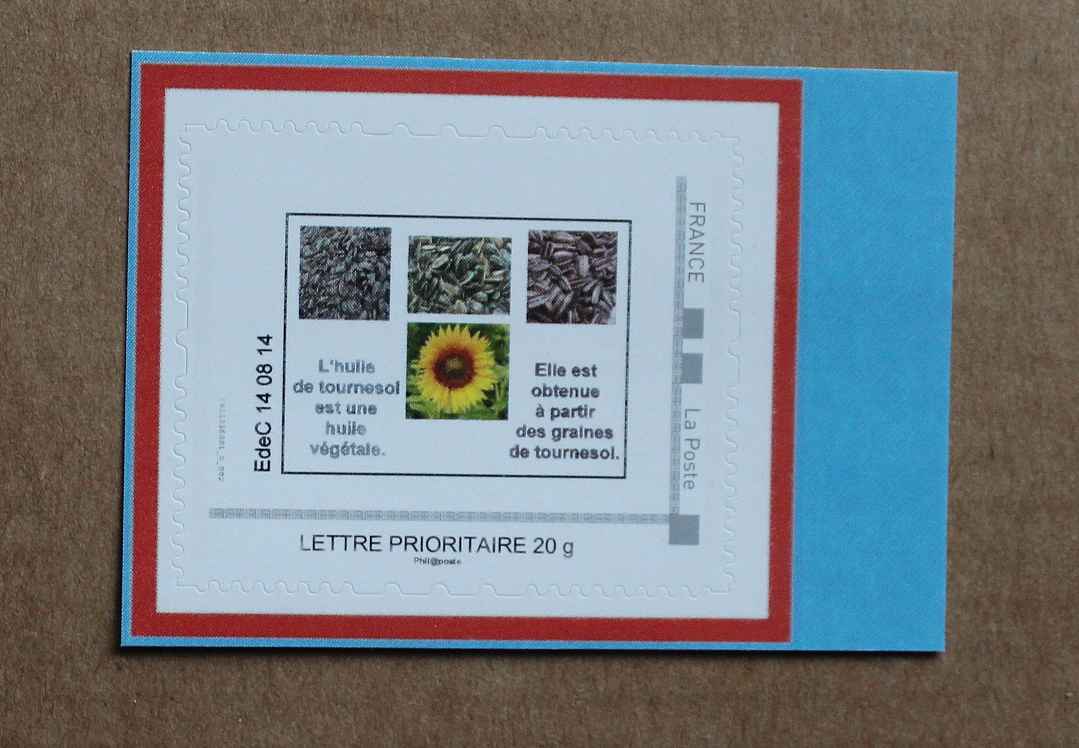 FRANCE
La Poste
EdeC 14 08 14
L'huile
de tournesol
est une
huile
végétale.
Elle est
obtenue
à partir
des graines
de tournesol.
LETTRE PRIORITAIRE 20 g
Phil@poste